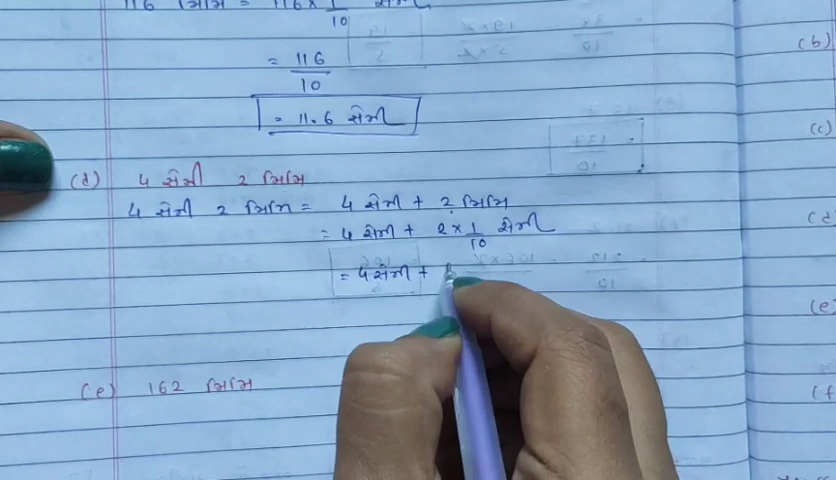 116 मिमि = 116 × 1/10 सेमी
= 116/10
= 11.6 सेमी
(d) 4 सेमी 2 मिमि
4 सेमी 2 मिमि = 4 सेमी + 2 मिमि
= 4 सेमी + 2 × 1/10 सेमी
= 4 सेमी +
(e) 162 मिमि
(b)
(c)
(d)
(e)
(f